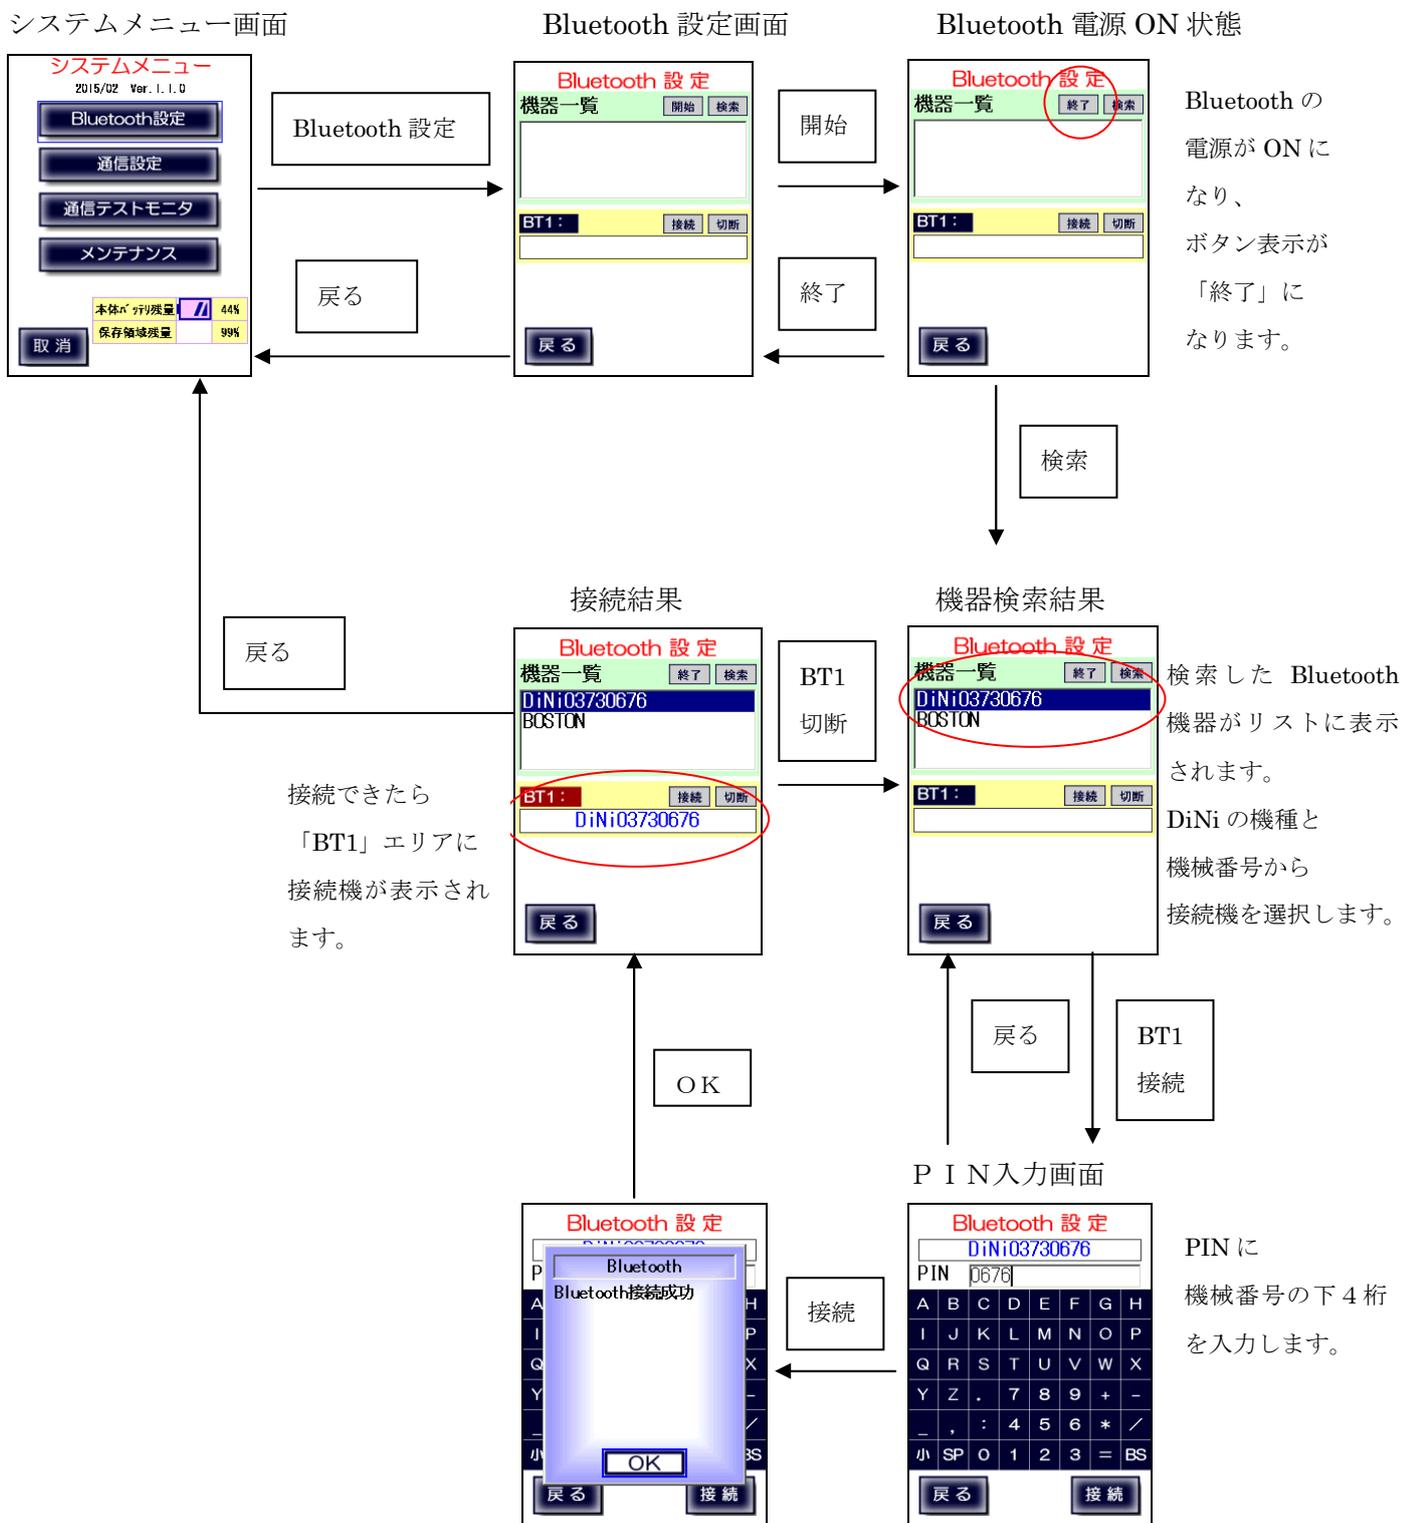 システムメニュー画面
Bluetooth 設定画面
Bluetooth 電源 ON 状態
システムメニュー
2015/02 Ver.1.1.0
Bluetooth設定
通信設定
通信テストモニタ
メンテナンス
本体ﾊﾞｯﾃﾘ残量 44%
保存領域残量 99%
取消
Bluetooth 設定
戻る
Bluetooth 設定
機器一覧 開始 検索
BT1： 接続 切断
戻る
開始
終了
Bluetooth 設定
機器一覧 終了 検索
BT1： 接続 切断
戻る
Bluetooth の
電源が ON に
なり、
ボタン表示が
「終了」に
なります。
検索
接続結果
機器検索結果
戻る
Bluetooth 設定
機器一覧 終了 検索
DiNi03730676
BOSTON
BT1： 接続 切断
DiNi03730676
戻る
BT1
切断
Bluetooth 設定
機器一覧 終了 検索
DiNi03730676
BOSTON
BT1： 接続 切断
戻る
検索した Bluetooth
機器がリストに表示
されます。
DiNi の機種と
機械番号から
接続機を選択します。
接続できたら
「BT1」エリアに
接続機が表示され
ます。
ＯＫ
戻る
BT1
接続
ＰＩＮ入力画面
Bluetooth 設定
P
Bluetooth
Bluetooth接続成功
A H
I P
Q X
Y -
_ /
小 BS
OK
戻る 接続
接続
Bluetooth 設定
DiNi03730676
PIN 0676
A B C D E F G H
I J K L M N O P
Q R S T U V W X
Y Z . 7 8 9 + -
_ , : 4 5 6 * /
小 SP 0 1 2 3 = BS
戻る 接続
PIN に
機械番号の下４桁
を入力します。